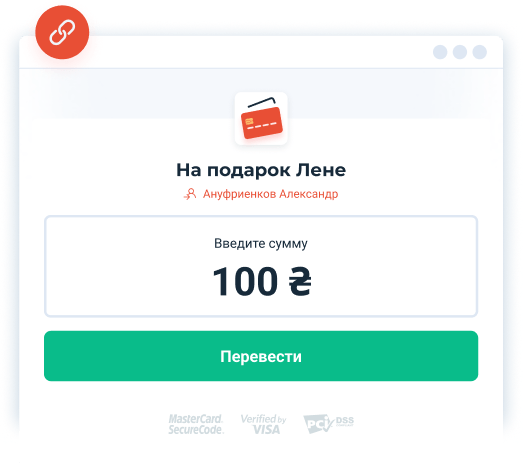 На подарок Лене
Ануфриенков Александр
Введите сумму
100 ₴
Перевести
MasterCard. Verified by PCI DSS
SecureCode. VISA